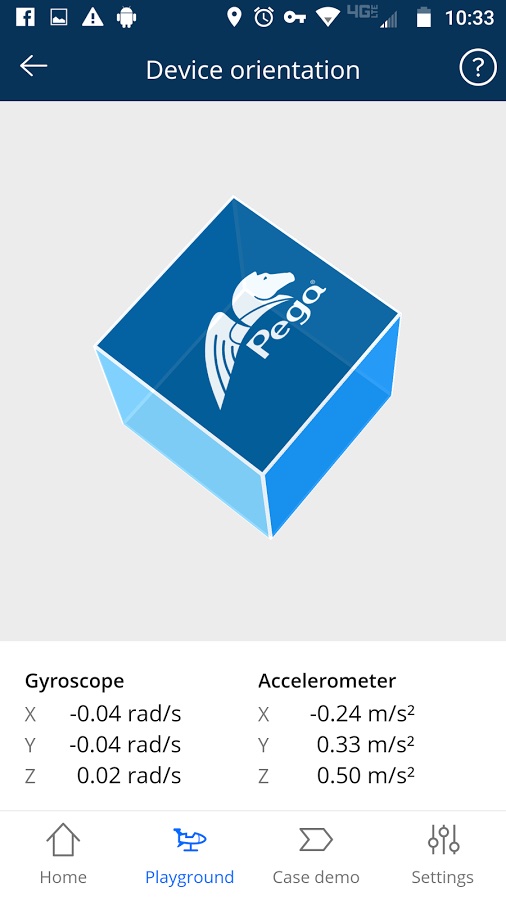 4G LTE 10:33
Device orientation
?
Pega®
Gyroscope Accelerometer
X -0.04 rad/s X -0.24 m/s²
Y -0.04 rad/s Y 0.33 m/s²
Z 0.02 rad/s Z 0.50 m/s²
Home Playground Case demo Settings